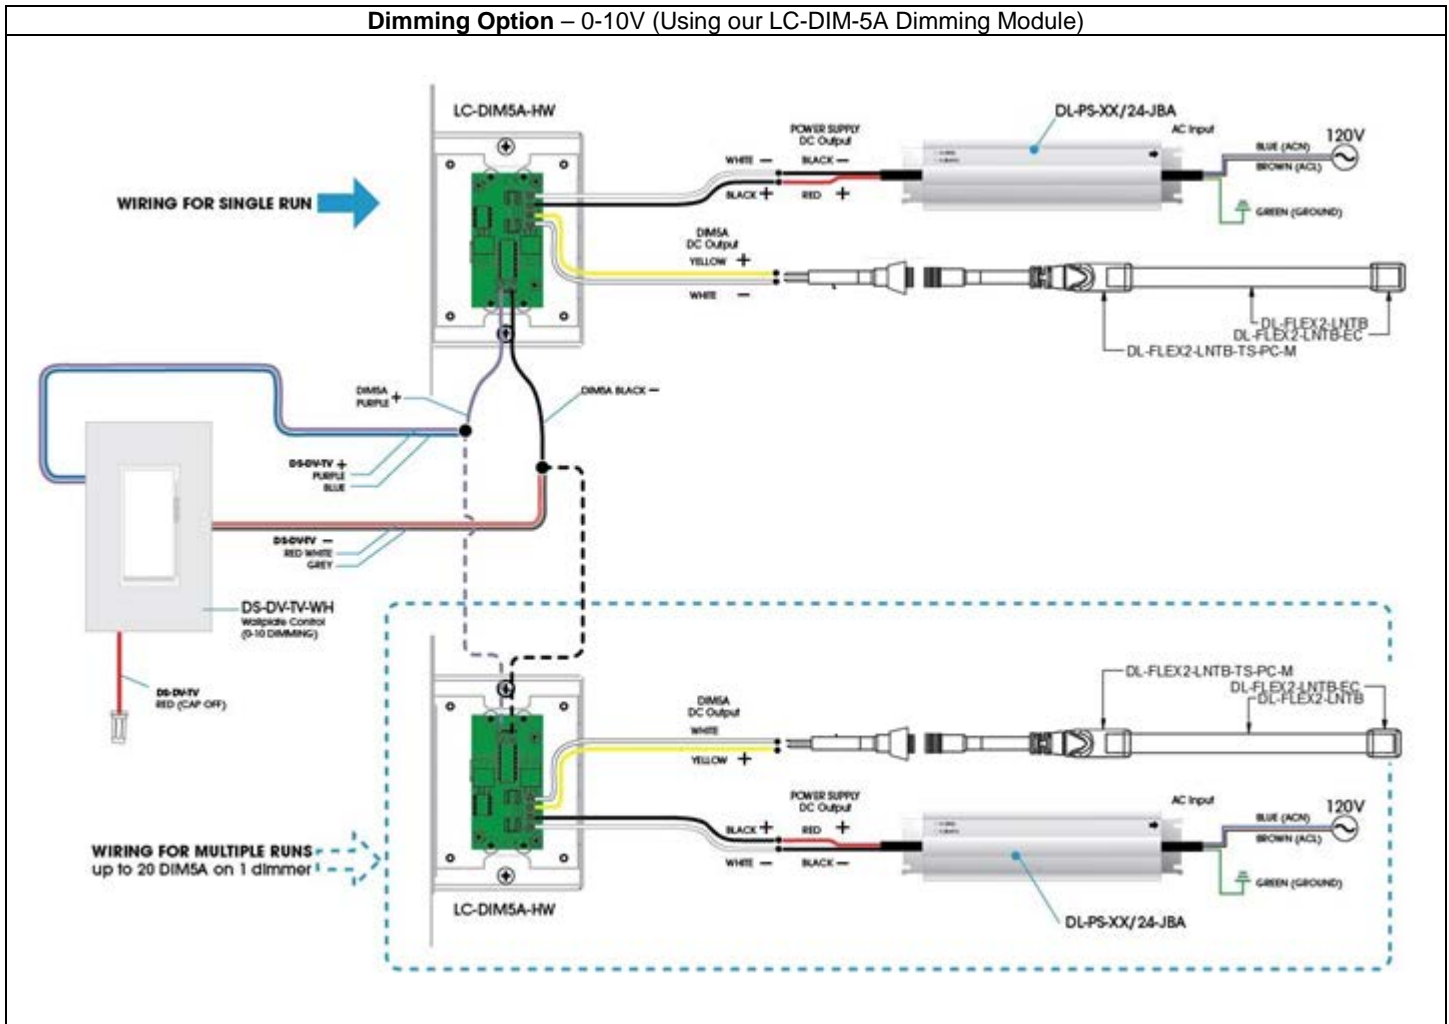 Dimming Option – 0-10V (Using our LC-DIM-5A Dimming Module)
LC-DIM5A-HW
DL-PS-XX/24-JBA
POWER SUPPLY
DC Output
AC Input
120V
WHITE − BLACK −
BLUE (ACN)
BROWN (ACL)
WIRING FOR SINGLE RUN
BLACK + RED +
GREEN (GROUND)
DIM5A
DC Output
YELLOW +
WHITE −
DL-FLEX2-LNTB
DL-FLEX2-LNTB-EC
DL-FLEX2-LNTB-TS-PC-M
DIM5A
PURPLE +
DIM5A BLACK −
DS-DV-TV +
PURPLE
BLUE
DS-DV-TV −
RED WHITE
GREY
DS-DV-TV-WH
Wallplate Control
(0-10 DIMMING)
DS-DV-TV
RED (CAP OFF)
DL-FLEX2-LNTB-TS-PC-M
DL-FLEX2-LNTB-EC
DL-FLEX2-LNTB
DIM5A
DC Output
WHITE
YELLOW +
POWER SUPPLY
DC Output
AC Input
120V
BLACK + RED +
BLUE (ACN)
BROWN (ACL)
WHITE − BLACK −
GREEN (GROUND)
WIRING FOR MULTIPLE RUNS
up to 20 DIM5A on 1 dimmer
LC-DIM5A-HW
DL-PS-XX/24-JBA